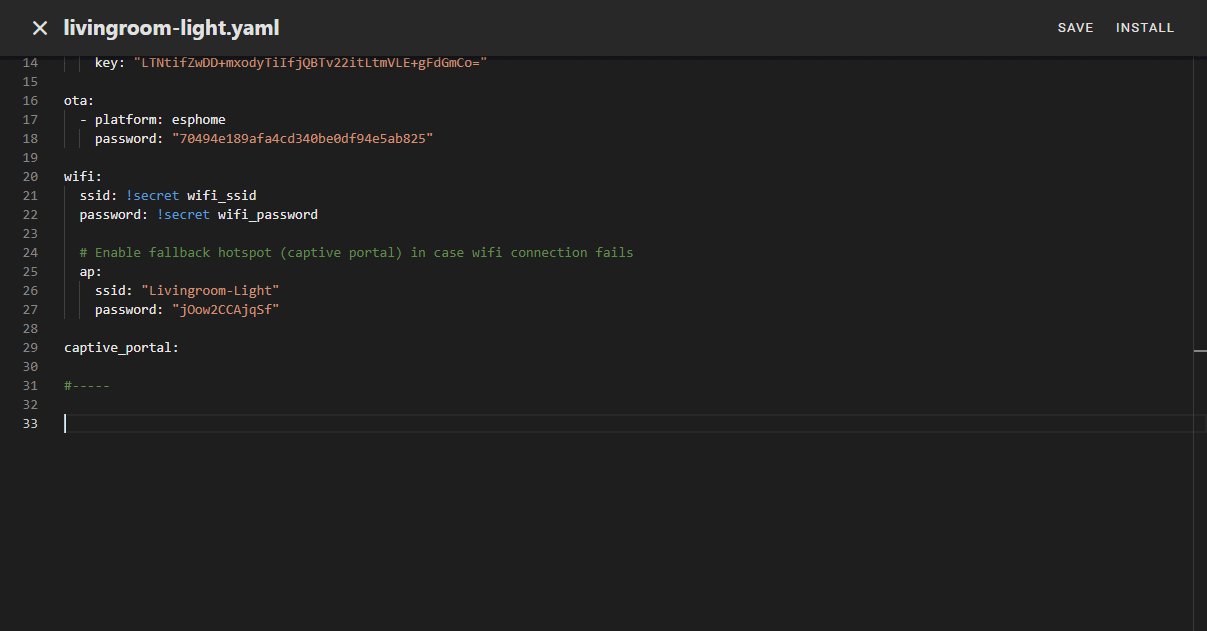 livingroom-light.yaml
SAVE INSTALL
14 key: "LTNtifZwDD+mxodyTiIfjQBTv22itLtmVLE+gFdGmCo="
15
16 ota:
17 - platform: esphome
18 password: "70494e189afa4cd340be0df94e5ab825"
19
20 wifi:
21 ssid: !secret wifi_ssid
22 password: !secret wifi_password
23
24 # Enable fallback hotspot (captive portal) in case wifi connection fails
25 ap:
26 ssid: "Livingroom-Light"
27 password: "jOow2CCAjqSf"
28
29 captive_portal:
30
31 #-----
32
33